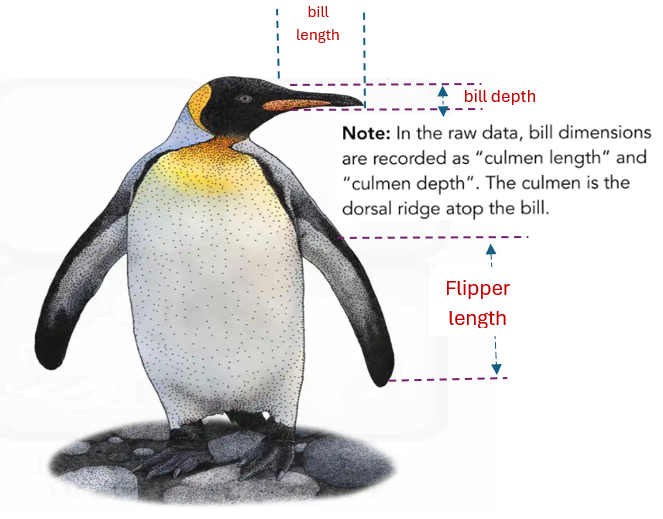 bill
length
bill depth
Note: In the raw data, bill dimensions
are recorded as “culmen length” and
“culmen depth”. The culmen is the
dorsal ridge atop the bill.
Flipper
length